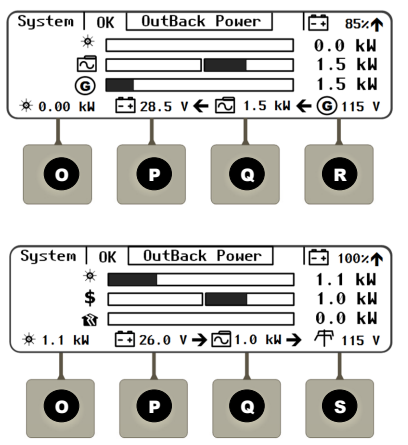 System OK OutBack Power 85%
0.0 kW
1.5 kW
G 1.5 kW
0.00 kW 28.5 V 1.5 kW G 115 V
O P Q R
System OK OutBack Power 100%
1.1 kW
$ 1.0 kW
0.0 kW
1.1 kW 26.0 V 1.0 kW 115 V
O P Q S